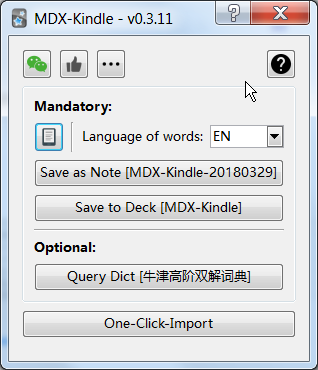 MDX-Kindle - v0.3.11
Mandatory:
Language of words: EN
Save as Note [MDX-Kindle-20180329]
Save to Deck [MDX-Kindle]
Optional:
Query Dict [牛津高阶双解词典]
One-Click-Import